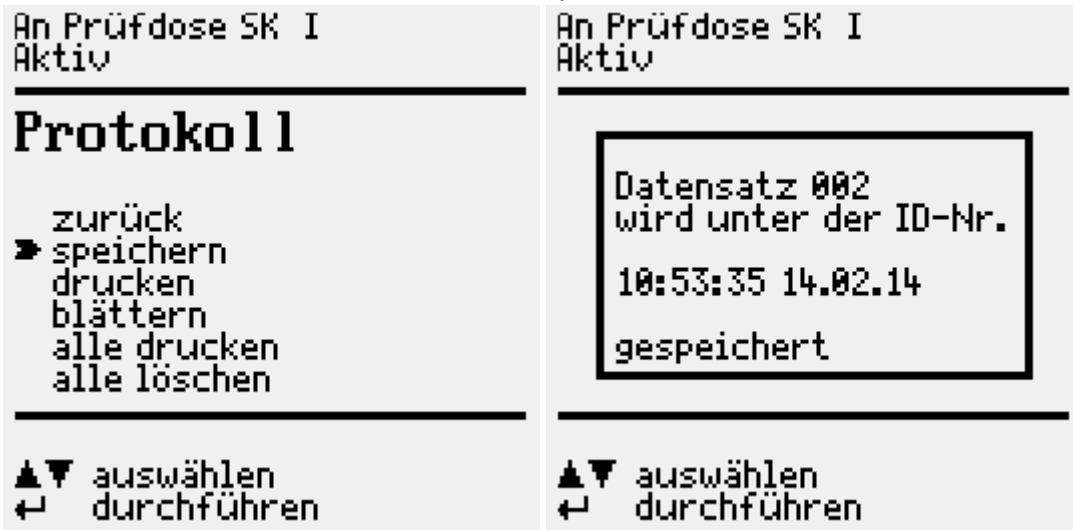 An Prüfdose SK I
Aktiv
Protokoll
zurück
speichern
drucken
blättern
alle drucken
alle löschen
▲▼ auswählen
↵ durchführen
An Prüfdose SK I
Aktiv
Datensatz 002
wird unter der ID-Nr.
10:53:35 14.02.14
gespeichert
▲▼ auswählen
↵ durchführen